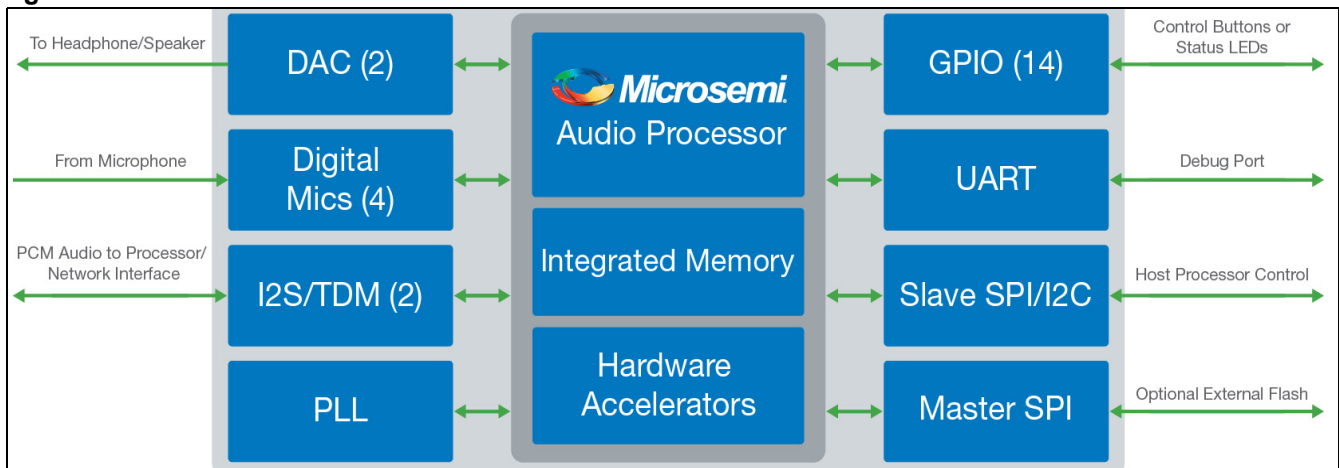 To Headphone/Speaker
DAC (2)
From Microphone
Digital
Mics (4)
PCM Audio to Processor/
Network Interface
I2S/TDM (2)
PLL
Microsemi.
Audio Processor
Integrated Memory
Hardware
Accelerators
GPIO (14)
Control Buttons or
Status LEDs
UART
Debug Port
Slave SPI/I2C
Host Processor Control
Master SPI
Optional External Flash